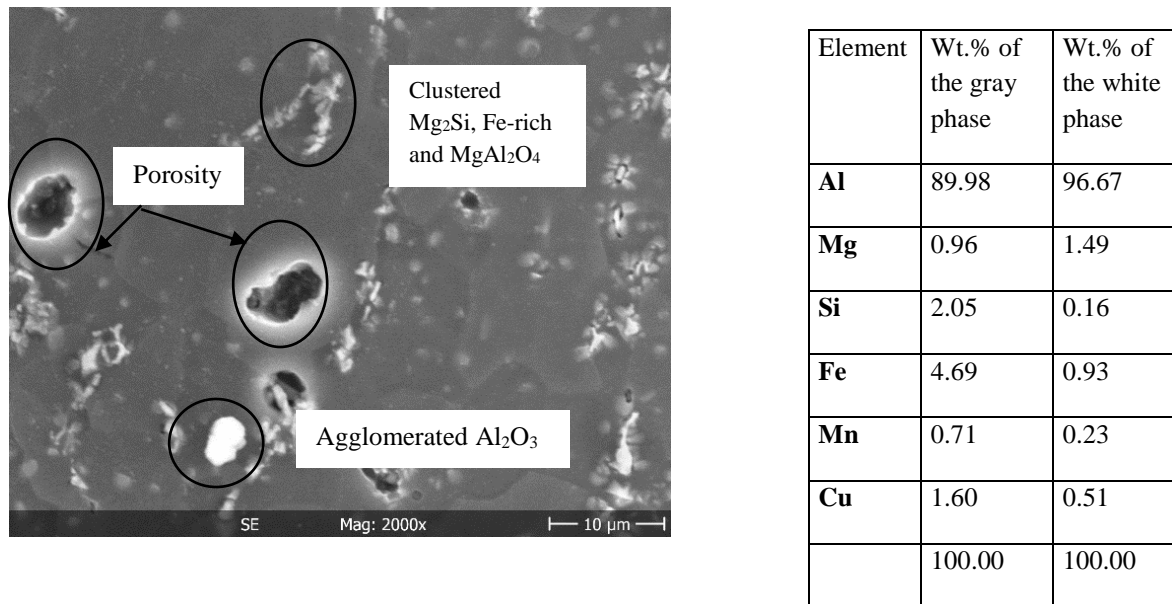 Clustered
Mg₂Si, Fe-rich
and MgAl₂O₄
Porosity
Agglomerated Al₂O₃
SE Mag: 2000x 10 µm
Element Wt.% of the gray phase Wt.% of the white phase
Al 89.98 96.67
Mg 0.96 1.49
Si 2.05 0.16
Fe 4.69 0.93
Mn 0.71 0.23
Cu 1.60 0.51
100.00 100.00